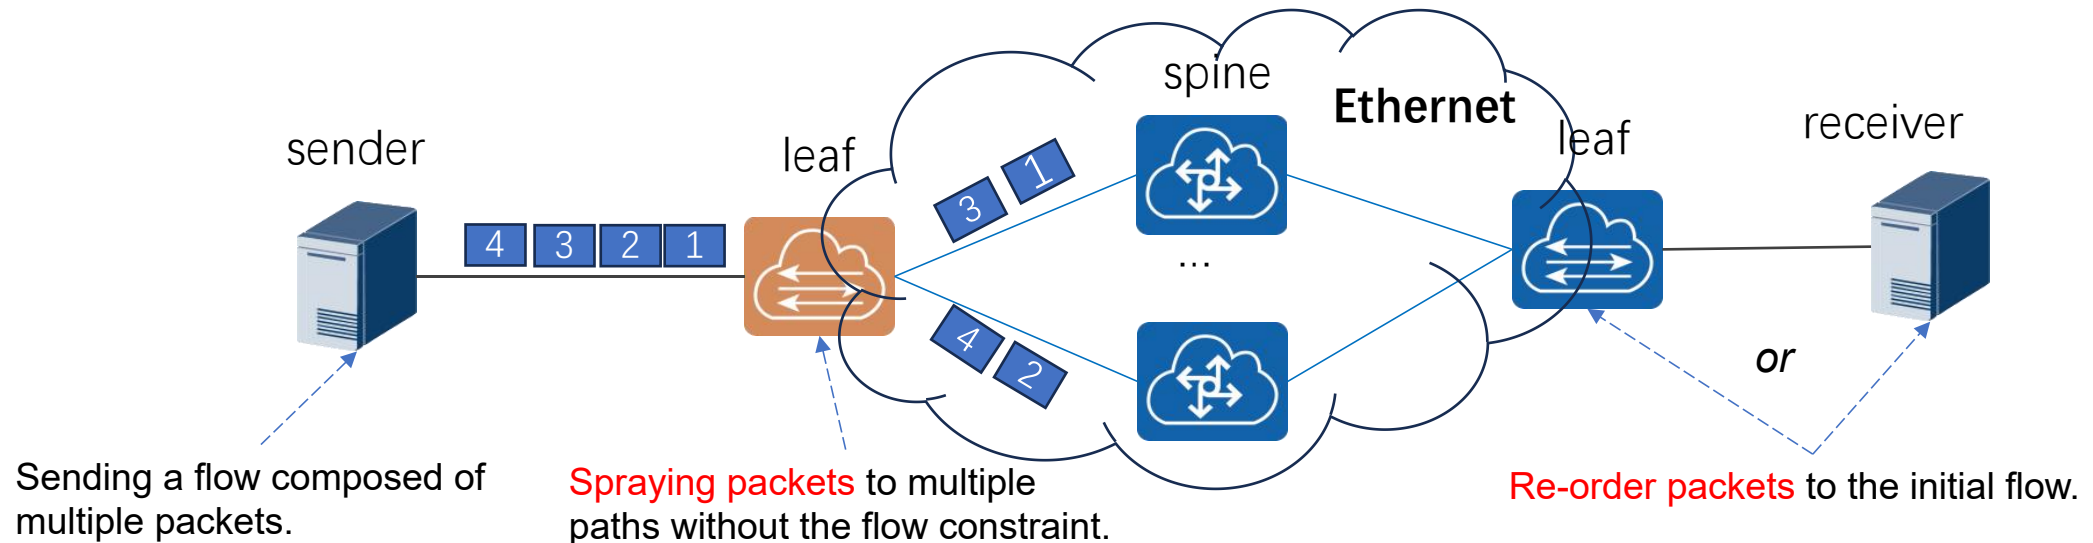 spine
Ethernet
sender
leaf
leaf
receiver
3 1
4 3 2 1
...
4 2
or
Sending a flow composed of
multiple packets.
Spraying packets to multiple
paths without the flow constraint.
Re-order packets to the initial flow.